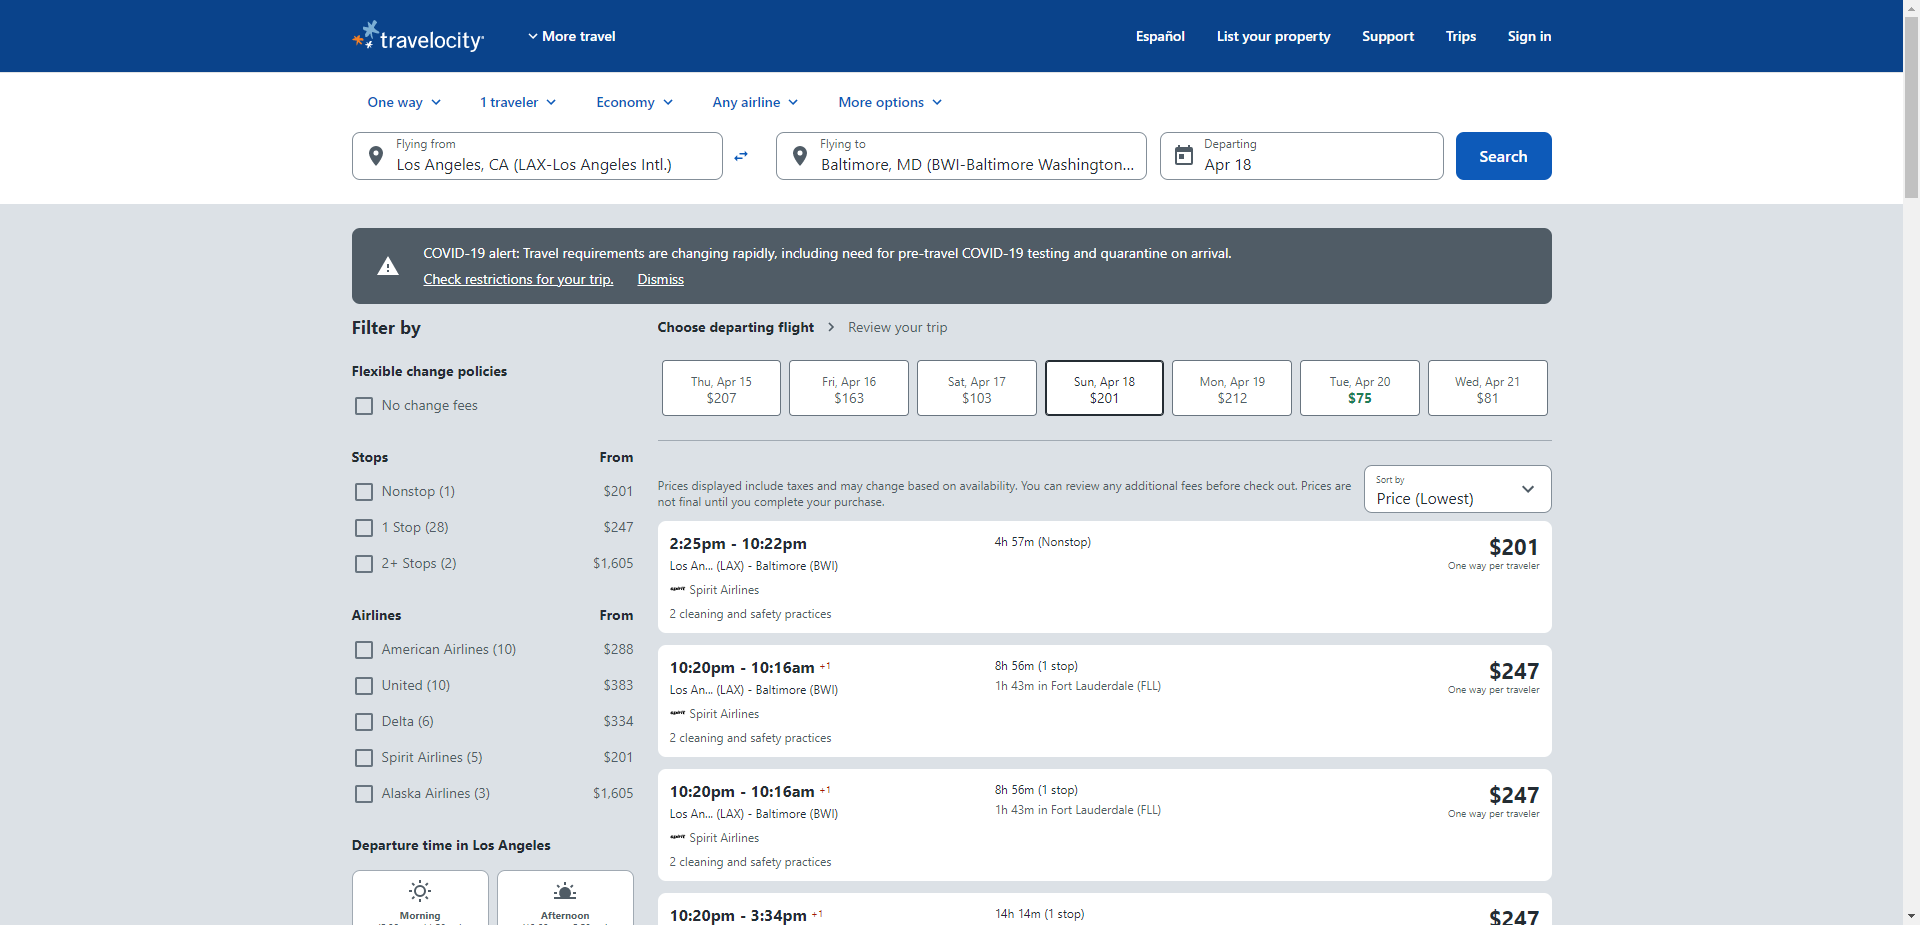 travelocity
More travel
Español
List your property
Support
Trips
Sign in
One way
1 traveler
Economy
Any airline
More options
Flying from
Los Angeles, CA (LAX-Los Angeles Intl.)
Flying to
Baltimore, MD (BWI-Baltimore Washington...
Departing
Apr 18
Search
COVID-19 alert: Travel requirements are changing rapidly, including need for pre-travel COVID-19 testing and quarantine on arrival.
Check restrictions for your trip. Dismiss
Filter by
Flexible change policies
No change fees
Stops From
Nonstop (1) $201
1 Stop (28) $247
2+ Stops (2) $1,605
Airlines From
American Airlines (10) $288
United (10) $383
Delta (6) $334
Spirit Airlines (5) $201
Alaska Airlines (3) $1,605
Departure time in Los Angeles
Morning
Afternoon
Choose departing flight Review your trip
Thu, Apr 15
$207
Fri, Apr 16
$163
Sat, Apr 17
$103
Sun, Apr 18
$201
Mon, Apr 19
$212
Tue, Apr 20
$75
Wed, Apr 21
$81
Prices displayed include taxes and may change based on availability. You can review any additional fees before check out. Prices are
not final until you complete your purchase.
Sort by
Price (Lowest)
2:25pm - 10:22pm
4h 57m (Nonstop)
$201
One way per traveler
Los An... (LAX) - Baltimore (BWI)
Spirit Airlines
2 cleaning and safety practices
10:20pm - 10:16am +1
8h 56m (1 stop)
1h 43m in Fort Lauderdale (FLL)
$247
One way per traveler
Los An... (LAX) - Baltimore (BWI)
Spirit Airlines
2 cleaning and safety practices
10:20pm - 10:16am +1
8h 56m (1 stop)
1h 43m in Fort Lauderdale (FLL)
$247
One way per traveler
Los An... (LAX) - Baltimore (BWI)
Spirit Airlines
2 cleaning and safety practices
10:20pm - 3:34pm +1
14h 14m (1 stop)
$247